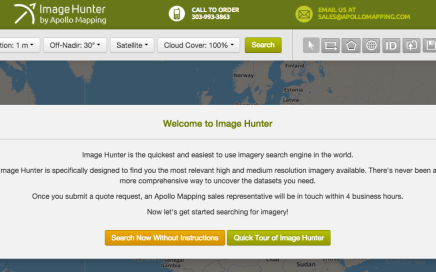 Image Hunter
by Apollo Mapping
CALL TO ORDER
303-993-3863
EMAIL US AT
SALES@APOLLOMAPPING.COM
tion: 1 m
Off-Nadir: 30°
Satellite
Cloud Cover: 100%
Search
ID
Finland
Norway
Estonia
Latvia
Welcome to Image Hunter
Image Hunter is the quickest and easiest to use imagery search engine in the world.
mage Hunter is specifically designed to find you the most relevant high and medium resolution imagery available. There's never been a
more comprehensive way to uncover the datasets you need.
Once you submit a quote request, an Apollo Mapping sales representative will be in touch within 4 business hours.
Now let's get started searching for imagery!
Search Now Without Instructions
Quick Tour of Image Hunter
Chad
Sudan